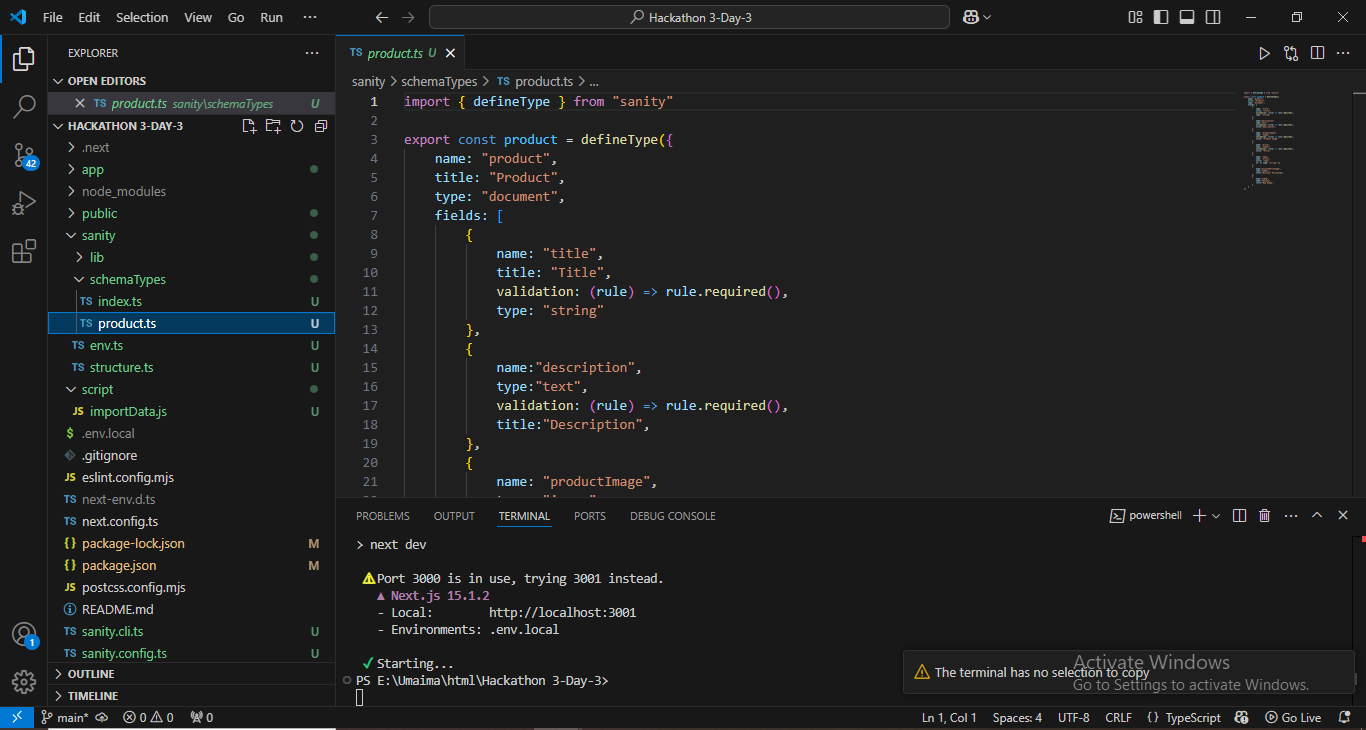 File Edit Selection View Go Run ··· Hackathon 3-Day-3
EXPLORER ···
OPEN EDITORS
TS product.ts sanity\schemaTypes U
HACKATHON 3-DAY-3
.next
app
node_modules
public
sanity
lib
schemaTypes
TS index.ts U
TS product.ts U
TS env.ts U
TS structure.ts U
script
JS importData.js U
$ .env.local
.gitignore
JS eslint.config.mjs
TS next-env.d.ts
TS next.config.ts
{} package-lock.json M
{} package.json M
JS postcss.config.mjs
README.md
TS sanity.cli.ts U
TS sanity.config.ts U
OUTLINE
TIMELINE
42
1
TS product.ts U
sanity > schemaTypes > TS product.ts > ...
1 import { defineType } from "sanity"
2
3 export const product = defineType({
4 name: "product",
5 title: "Product",
6 type: "document",
7 fields: [
8 {
9 name: "title",
10 title: "Title",
11 validation: (rule) => rule.required(),
12 type: "string"
13 },
14 {
15 name:"description",
16 type:"text",
17 validation: (rule) => rule.required(),
18 title:"Description",
19 },
20 {
21 name: "productImage",
PROBLEMS OUTPUT TERMINAL PORTS DEBUG CONSOLE powershell
> next dev
Port 3000 is in use, trying 3001 instead.
▲ Next.js 15.1.2
- Local: http://localhost:3001
- Environments: .env.local
✓ Starting...
PS E:\Umaima\html\Hackathon 3-Day-3>
The terminal has no selection to copy
Activate Windows
Go to Settings to activate Windows.
main* 0 0 0 Ln 1, Col 1 Spaces: 4 UTF-8 CRLF {} TypeScript Go Live